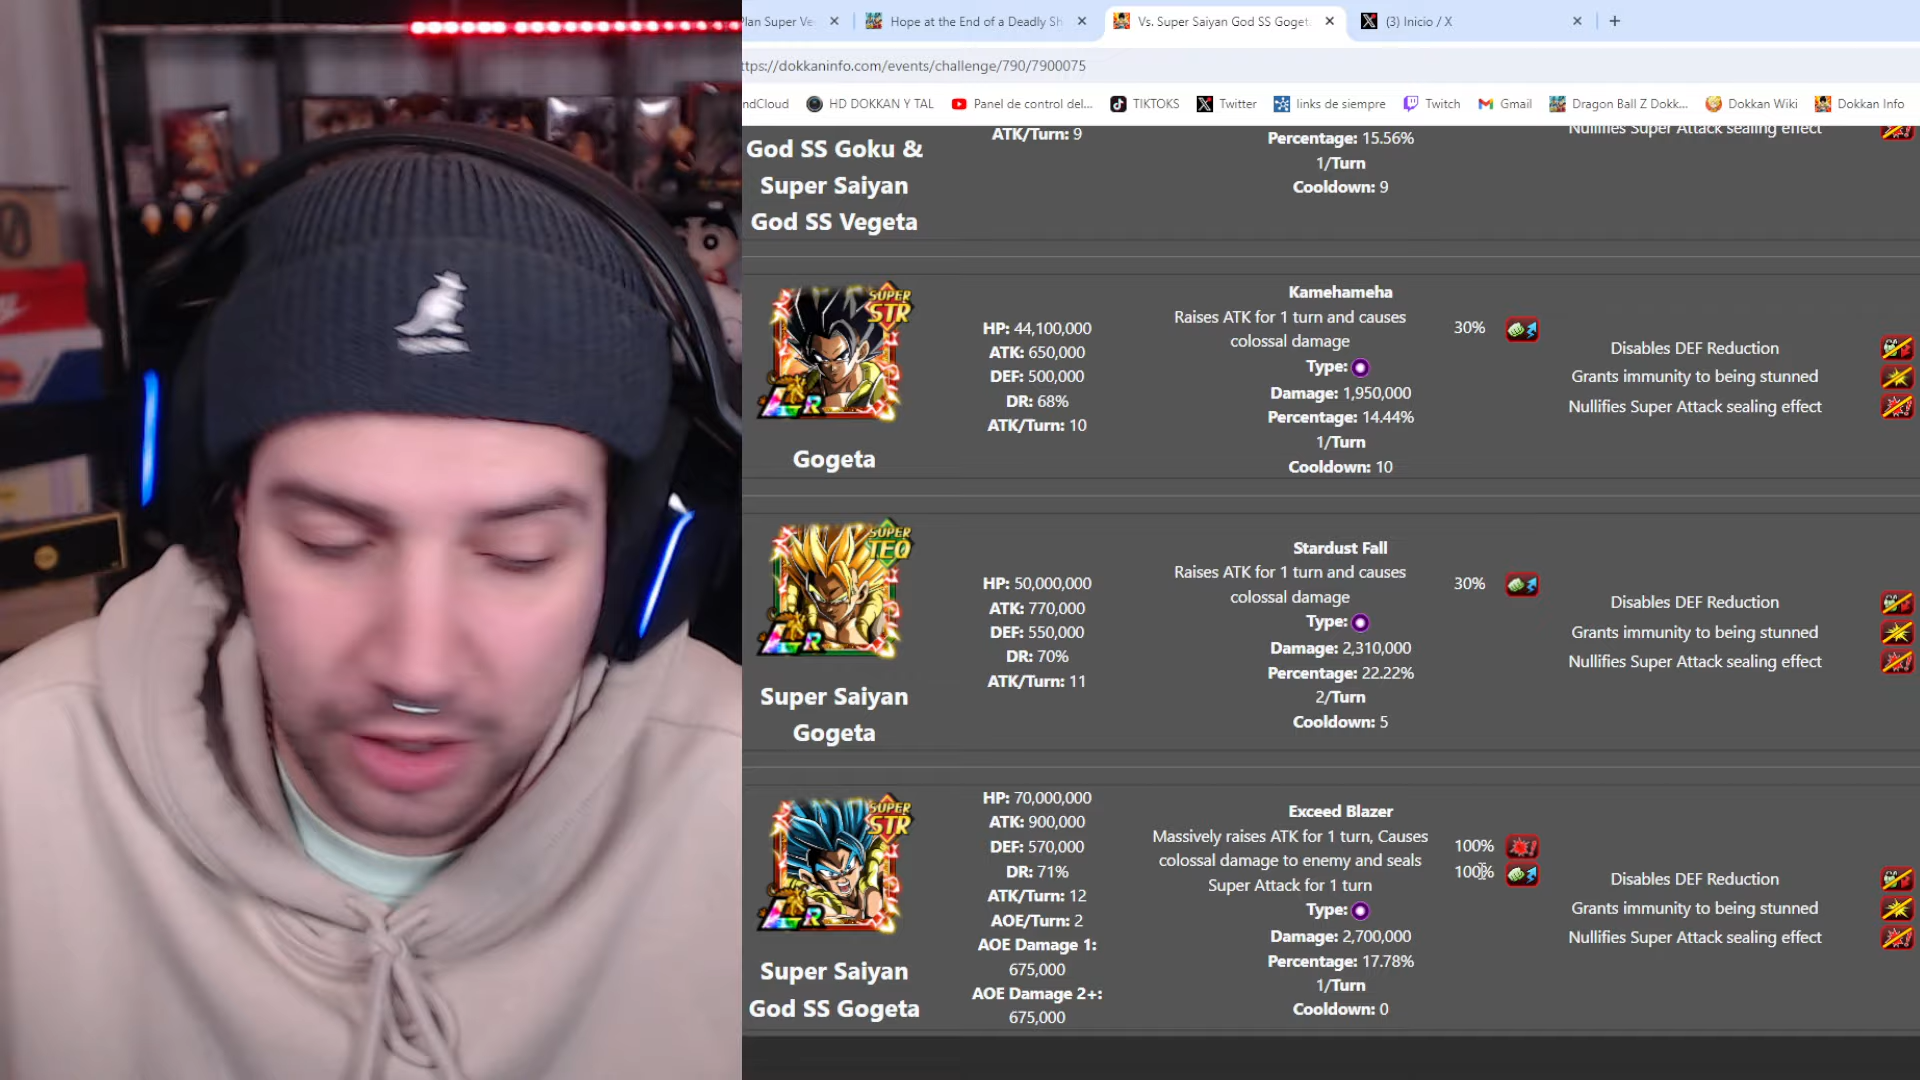 Plan Super Ve
Hope at the End of a Deadly Sh
Vs. Super Saiyan God SS Goget
(3) Inicio / X
ttps://dokkaninfo.com/events/challenge/790/7900075
ndCloud
HD DOKKAN Y TAL
Panel de control del...
TIKTOKS
Twitter
links de siempre
Twitch
Gmail
Dragon Ball Z Dokk...
Dokkan Wiki
Dokkan Info
God SS Goku &
Super Saiyan
God SS Vegeta
ATK/Turn: 9
Percentage: 15.56%
1/Turn
Cooldown: 9
Nullifies Super Attack sealing effect
SUPER
STR
LR
Gogeta
HP: 44,100,000
ATK: 650,000
DEF: 500,000
DR: 68%
ATK/Turn: 10
Kamehameha
Raises ATK for 1 turn and causes
colossal damage
Type:
Damage: 1,950,000
Percentage: 14.44%
1/Turn
Cooldown: 10
30%
Disables DEF Reduction
Grants immunity to being stunned
Nullifies Super Attack sealing effect
SUPER
TEQ
LR
Super Saiyan
Gogeta
HP: 50,000,000
ATK: 770,000
DEF: 550,000
DR: 70%
ATK/Turn: 11
Stardust Fall
Raises ATK for 1 turn and causes
colossal damage
Type:
Damage: 2,310,000
Percentage: 22.22%
2/Turn
Cooldown: 5
30%
Disables DEF Reduction
Grants immunity to being stunned
Nullifies Super Attack sealing effect
SUPER
STR
LR
Super Saiyan
God SS Gogeta
HP: 70,000,000
ATK: 900,000
DEF: 570,000
DR: 71%
ATK/Turn: 12
AOE/Turn: 2
AOE Damage 1:
675,000
AOE Damage 2+:
675,000
Exceed Blazer
Massively raises ATK for 1 turn, Causes
colossal damage to enemy and seals
Super Attack for 1 turn
Type:
Damage: 2,700,000
Percentage: 17.78%
1/Turn
Cooldown: 0
100%
100%
Disables DEF Reduction
Grants immunity to being stunned
Nullifies Super Attack sealing effect